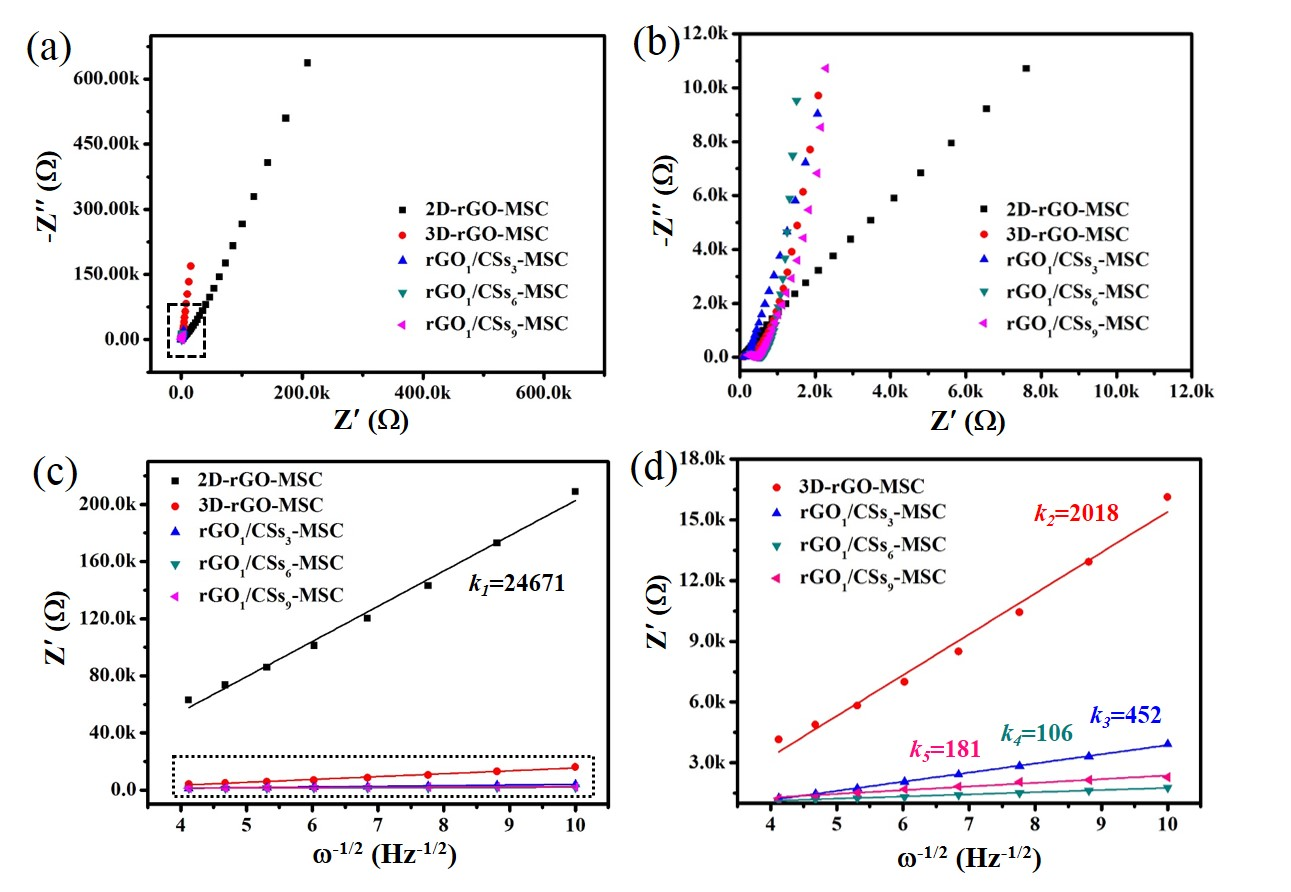 (a)
600.00k
450.00k
300.00k
150.00k
0.00
-Z'' (Ω)
2D-rGO-MSC
3D-rGO-MSC
rGO1/CSs3-MSC
rGO1/CSs6-MSC
rGO1/CSs9-MSC
0.0 200.0k 400.0k 600.0k
Z' (Ω)
(b)
12.0k
10.0k
8.0k
6.0k
4.0k
2.0k
0.0
-Z'' (Ω)
2D-rGO-MSC
3D-rGO-MSC
rGO1/CSs3-MSC
rGO1/CSs6-MSC
rGO1/CSs9-MSC
0.0 2.0k 4.0k 6.0k 8.0k 10.0k 12.0k
Z' (Ω)
(c)
200.0k
160.0k
120.0k
80.0k
40.0k
0.0
Z' (Ω)
2D-rGO-MSC
3D-rGO-MSC
rGO1/CSs3-MSC
rGO1/CSs6-MSC
rGO1/CSs9-MSC
k1=24671
4 5 6 7 8 9 10
ω-1/2 (Hz-1/2)
(d)
18.0k
15.0k
12.0k
9.0k
6.0k
3.0k
Z' (Ω)
3D-rGO-MSC
rGO1/CSs3-MSC
rGO1/CSs6-MSC
rGO1/CSs9-MSC
k2=2018
k3=452
k4=106
k5=181
4 5 6 7 8 9 10
ω-1/2 (Hz-1/2)